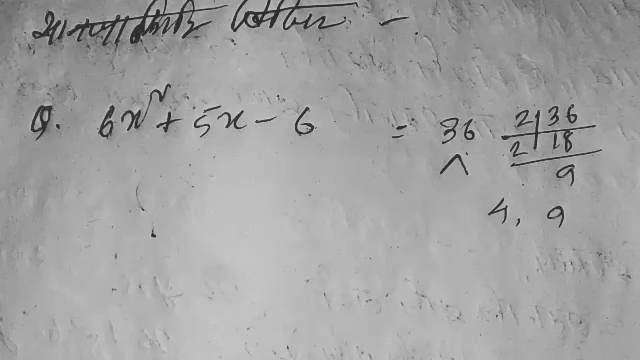 Q. 6x² + 5x - 6 = 36
2 | 36
2 | 18
9
4, 9